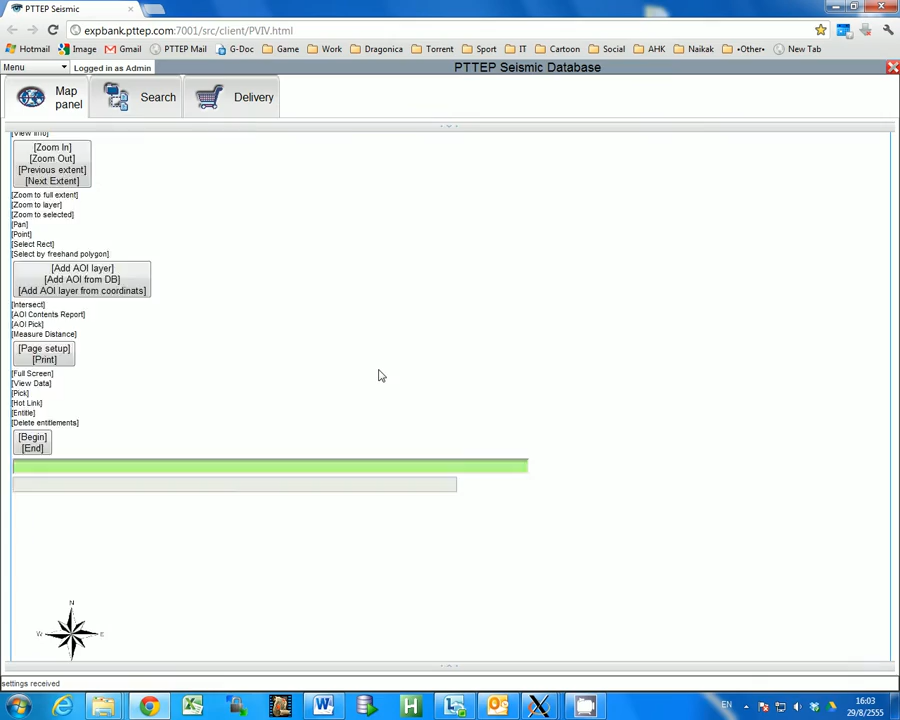 PTTEP Seismic
expbank.pttep.com:7001/src/client/PVIV.html
Hotmail Image Gmail PTTEP Mail G-Doc Game Work Dragonica Torrent Sport IT Cartoon Social AHK Naikak •Other• New Tab
Menu Logged in as Admin PTTEP Seismic Database
Map panel Search Delivery
[View Info]
[Zoom In]
[Zoom Out]
[Previous extent]
[Next Extent]
[Zoom to full extent]
[Zoom to layer]
[Zoom to selected]
[Pan]
[Point]
[Select Rect]
[Select by freehand polygon]
[Add AOI layer]
[Add AOI from DB]
[Add AOI layer from coordinats]
[Intersect]
[AOI Contents Report]
[AOI Pick]
[Measure Distance]
[Page setup]
[Print]
[Full Screen]
[View Data]
[Pick]
[Hot Link]
[Entitle]
[Delete entitlements]
[Begin]
[End]
N
W E
settings received
EN 16:03
29/8/2555